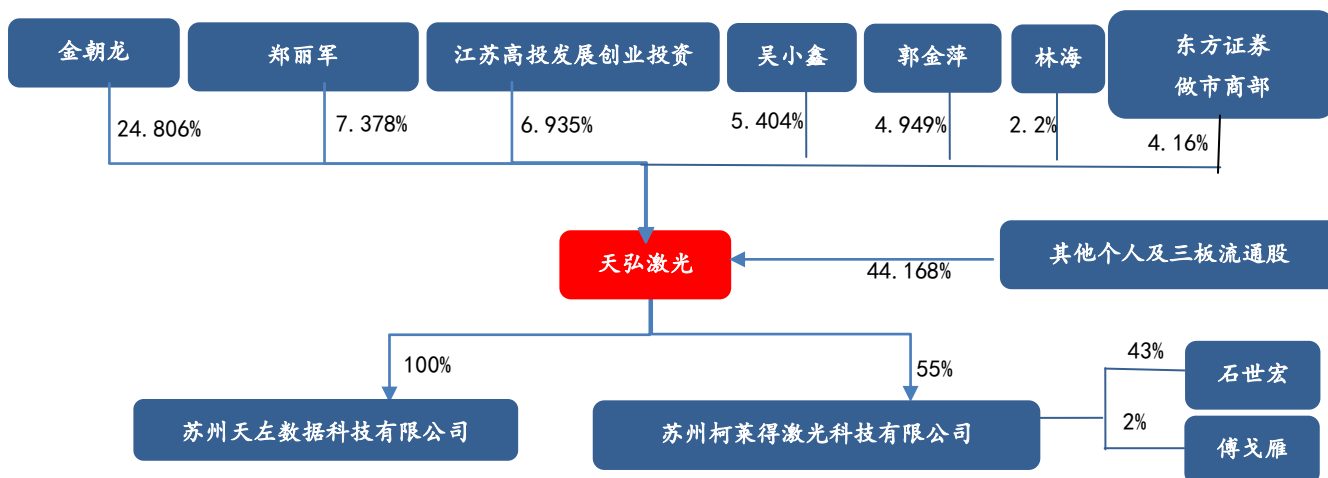 金朝龙
郑丽军
江苏高投发展创业投资
吴小鑫
郭金萍
林海
东方证券
做市商部
24.806%
7.378%
6.935%
5.404%
4.949%
2.2%
4.16%
天弘激光
其他个人及三板流通股
44.168%
100%
55%
43%
石世宏
苏州天左数据科技有限公司
苏州柯莱得激光科技有限公司
2%
傅戈雁